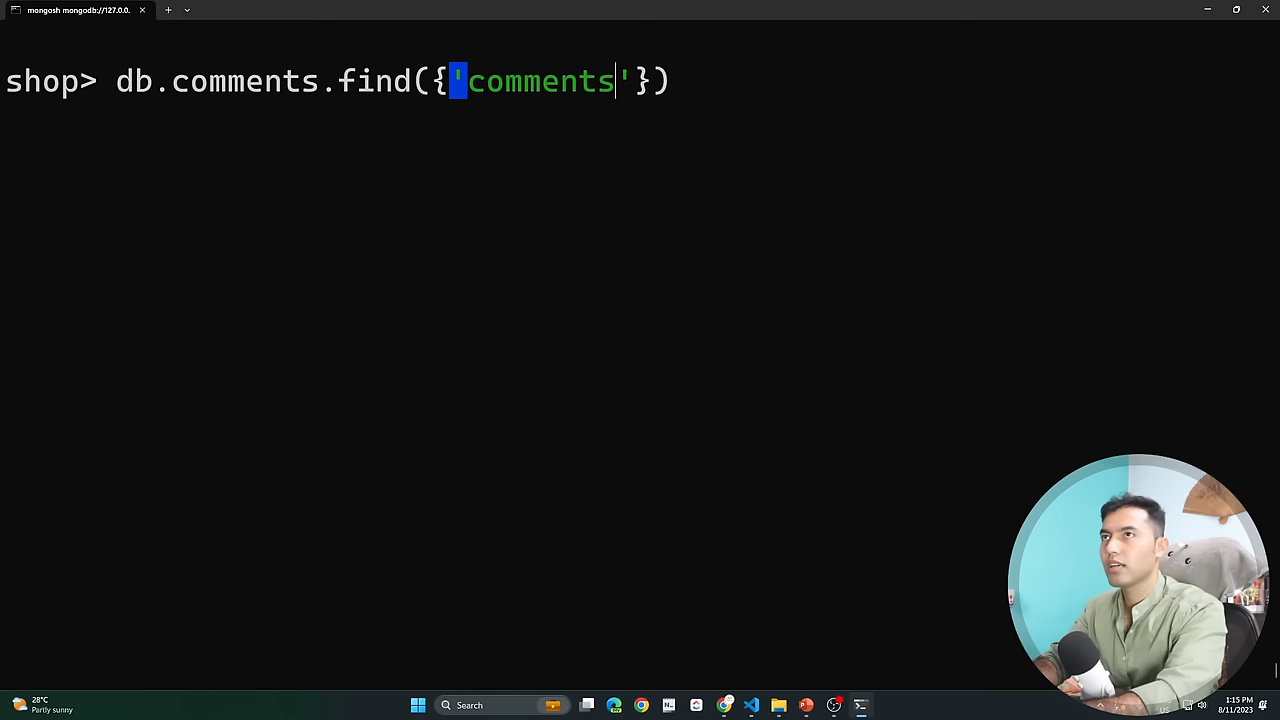 mongosh mongodb://127.0.0.
shop> db.comments.find({'comments'})
28°C
Partly sunny
Search
1:15 PM
US
8/11/2023